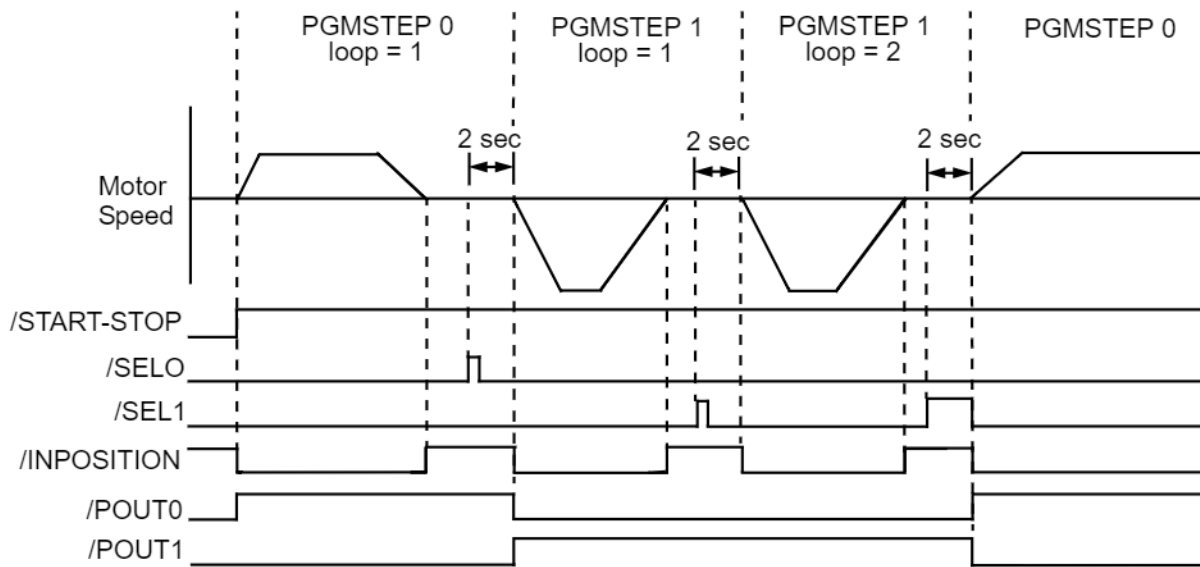 PGMSTEP 0
loop = 1
PGMSTEP 1
loop = 1
PGMSTEP 1
loop = 2
PGMSTEP 0
2 sec
2 sec
2 sec
Motor
Speed
/START-STOP
/SELO
/SEL1
/INPOSITION
/POUT0
/POUT1